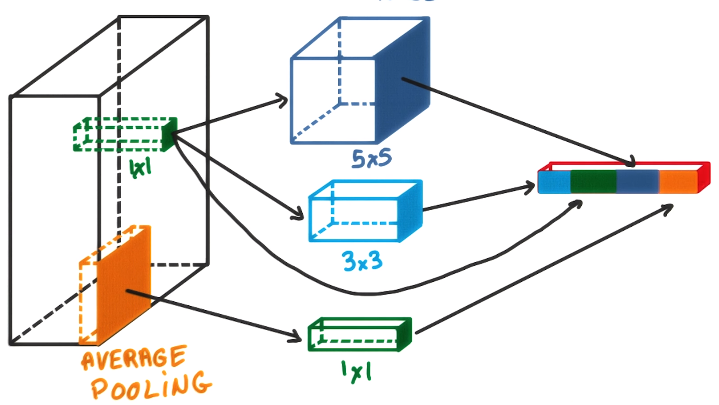 1x1
5x5
3x3
AVERAGE
POOLING
1x1